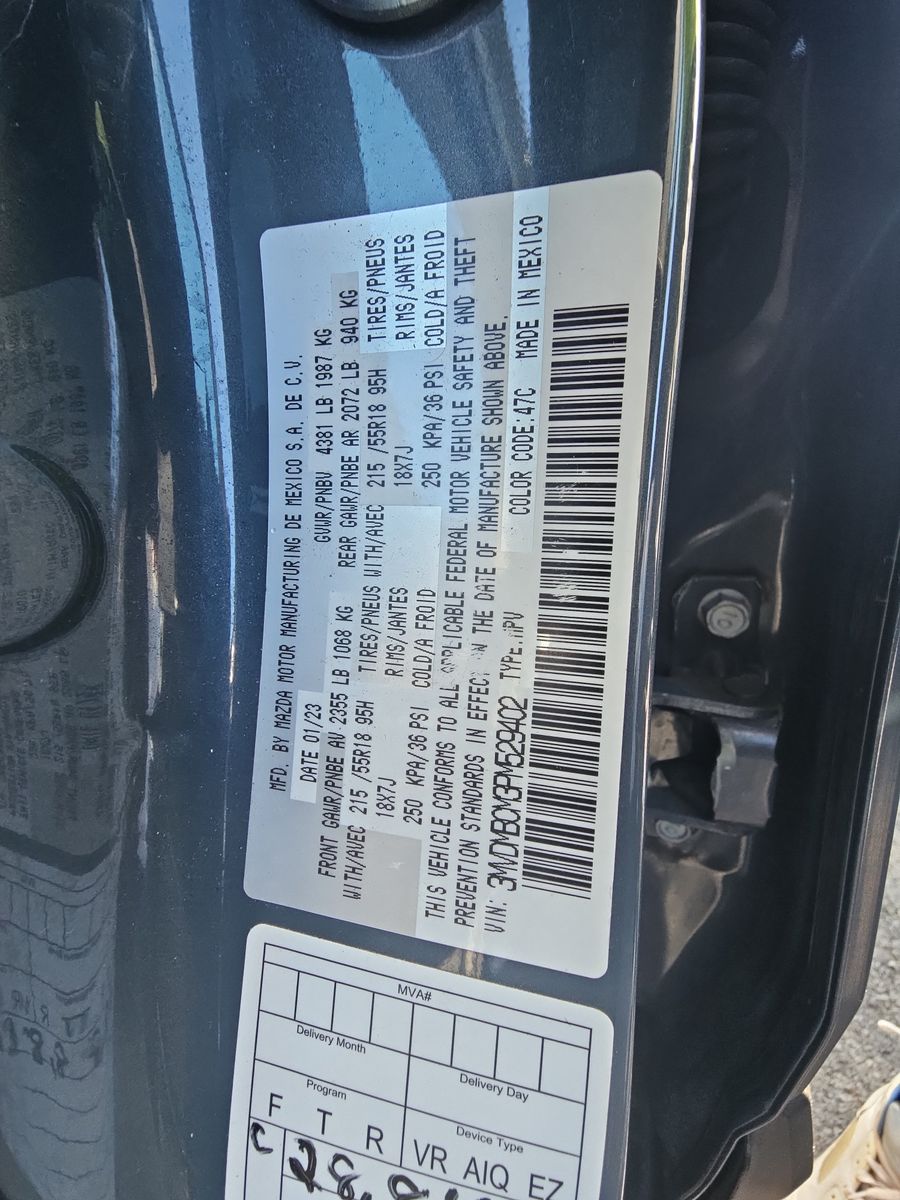 MFD. BY MAZDA MOTOR MANUFACTURING DE MEXICO S.A. DE C.V.
DATE 01/23 GVWR/PNBV 4381 LB 1987 KG
FRONT GAWR/PNBE AV 2355 LB 1068 KG REAR GAWR/PNBE AR 2072 LB 940 KG
WITH/AVEC 215 /55R18 95H TIRES/PNEUS WITH/AVEC 215 /55R18 95H TIRES/PNEUS
18X7J RIMS/JANTES 18X7J RIMS/JANTES
250 KPA/36 PSI COLD/A FROID 250 KPA/36 PSI COLD/A FROID
THIS VEHICLE CONFORMS TO ALL APPLICABLE FEDERAL MOTOR VEHICLE SAFETY AND THEFT
PREVENTION STANDARDS IN EFFECT ON THE DATE OF MANUFACTURE SHOWN ABOVE.
VIN: 3MVDMBCM3PM529402 TYPE:MPV COLOR CODE:47C MADE IN MEXICO
MVA#
Delivery Month
Delivery Day
Program
Device Type
F T R VR AIQ EZ
C